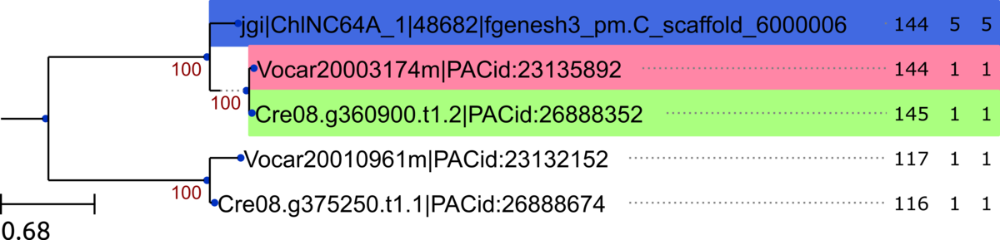 jgi|ChlNC64A_1|48682|fgenesh3_pm.C_scaffold_6000006 144 5 5
100
Vocar20003174m|PACid:23135892 144 1 1
100
Cre08.g360900.t1.2|PACid:26888352 145 1 1
Vocar20010961m|PACid:23132152 117 1 1
100
Cre08.g375250.t1.1|PACid:26888674 116 1 1
0.68